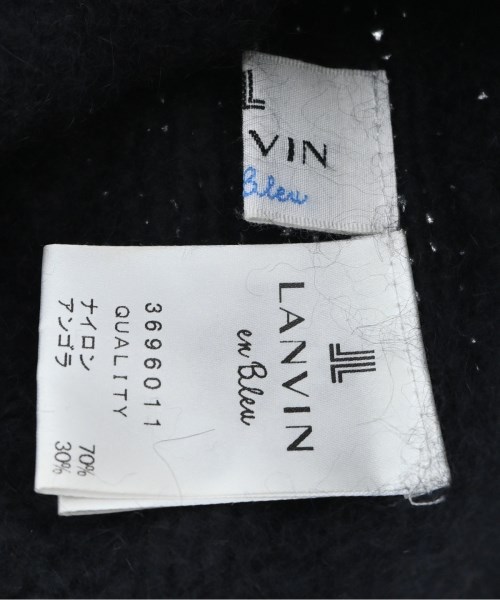 VIN
Bleu
LANVIN
en Bleu
3696011
QUALITY
ナイロン 70%
アンゴラ 30%